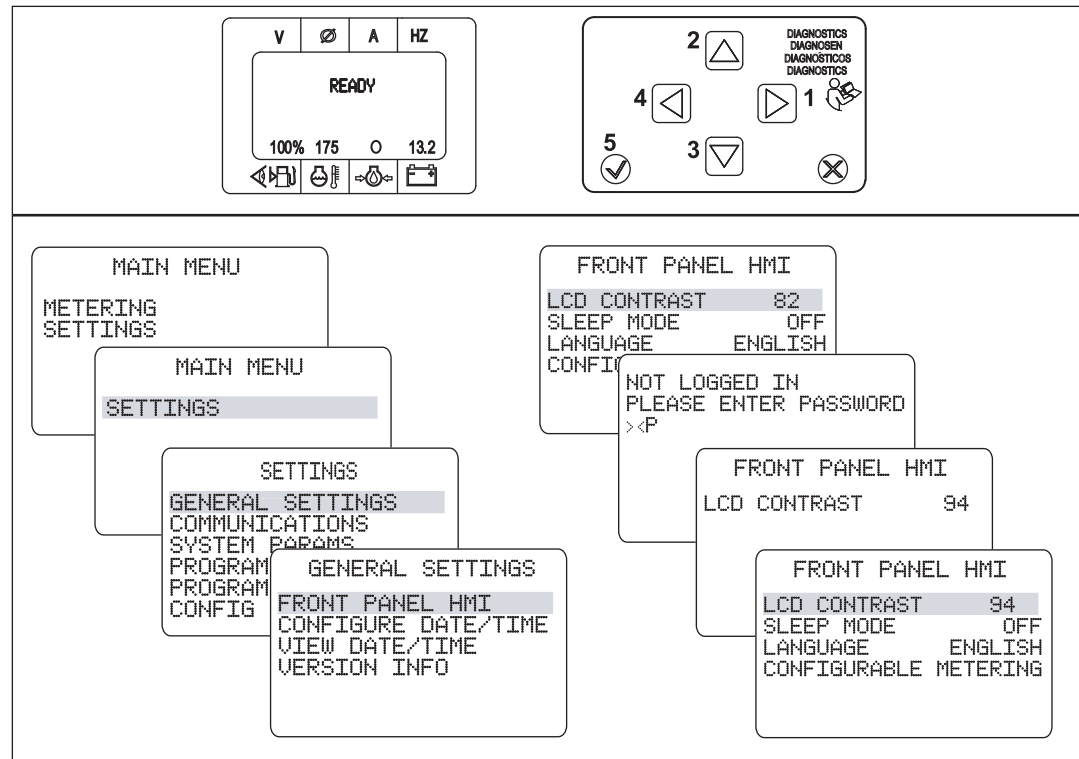 V Ø A HZ
READY
100% 175 O 13.2
2
DIAGNOSTICS
DIAGNOSEN
DIAGNÓSTICOS
DIAGNOSTICS
4
1
5
3
MAIN MENU
METERING
SETTINGS
MAIN MENU
SETTINGS
SETTINGS
GENERAL SETTINGS
COMMUNICATIONS
SYSTEM PARAMS
PROGRAM
PROGRAM
CONFIG
GENERAL SETTINGS
FRONT PANEL HMI
CONFIGURE DATE/TIME
VIEW DATE/TIME
VERSION INFO
FRONT PANEL HMI
LCD CONTRAST 82
SLEEP MODE OFF
LANGUAGE ENGLISH
NOT LOGGED IN
PLEASE ENTER PASSWORD
><P
FRONT PANEL HMI
LCD CONTRAST 94
FRONT PANEL HMI
LCD CONTRAST 94
SLEEP MODE OFF
LANGUAGE ENGLISH
CONFIGURABLE METERING